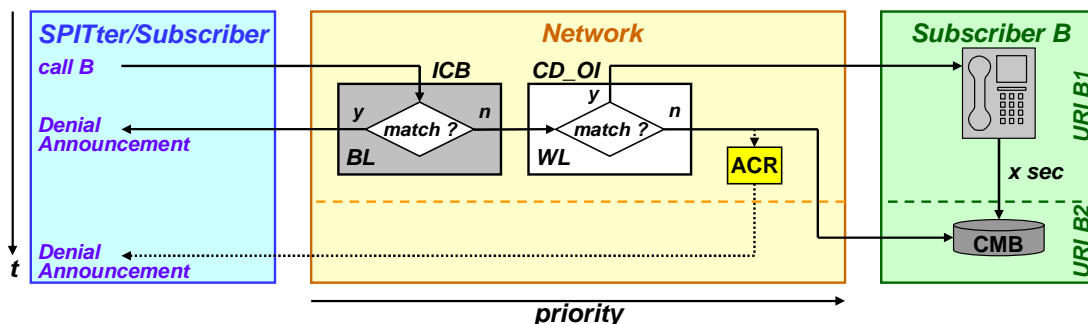 SPITter/Subscriber
Network
Subscriber B
call B
ICB
CD_OI
y
n
y
n
match ?
match ?
Denial
Announcement
BL
WL
ACR
URI B1
x sec
URI B2
CMB
Denial
Announcement
t
priority